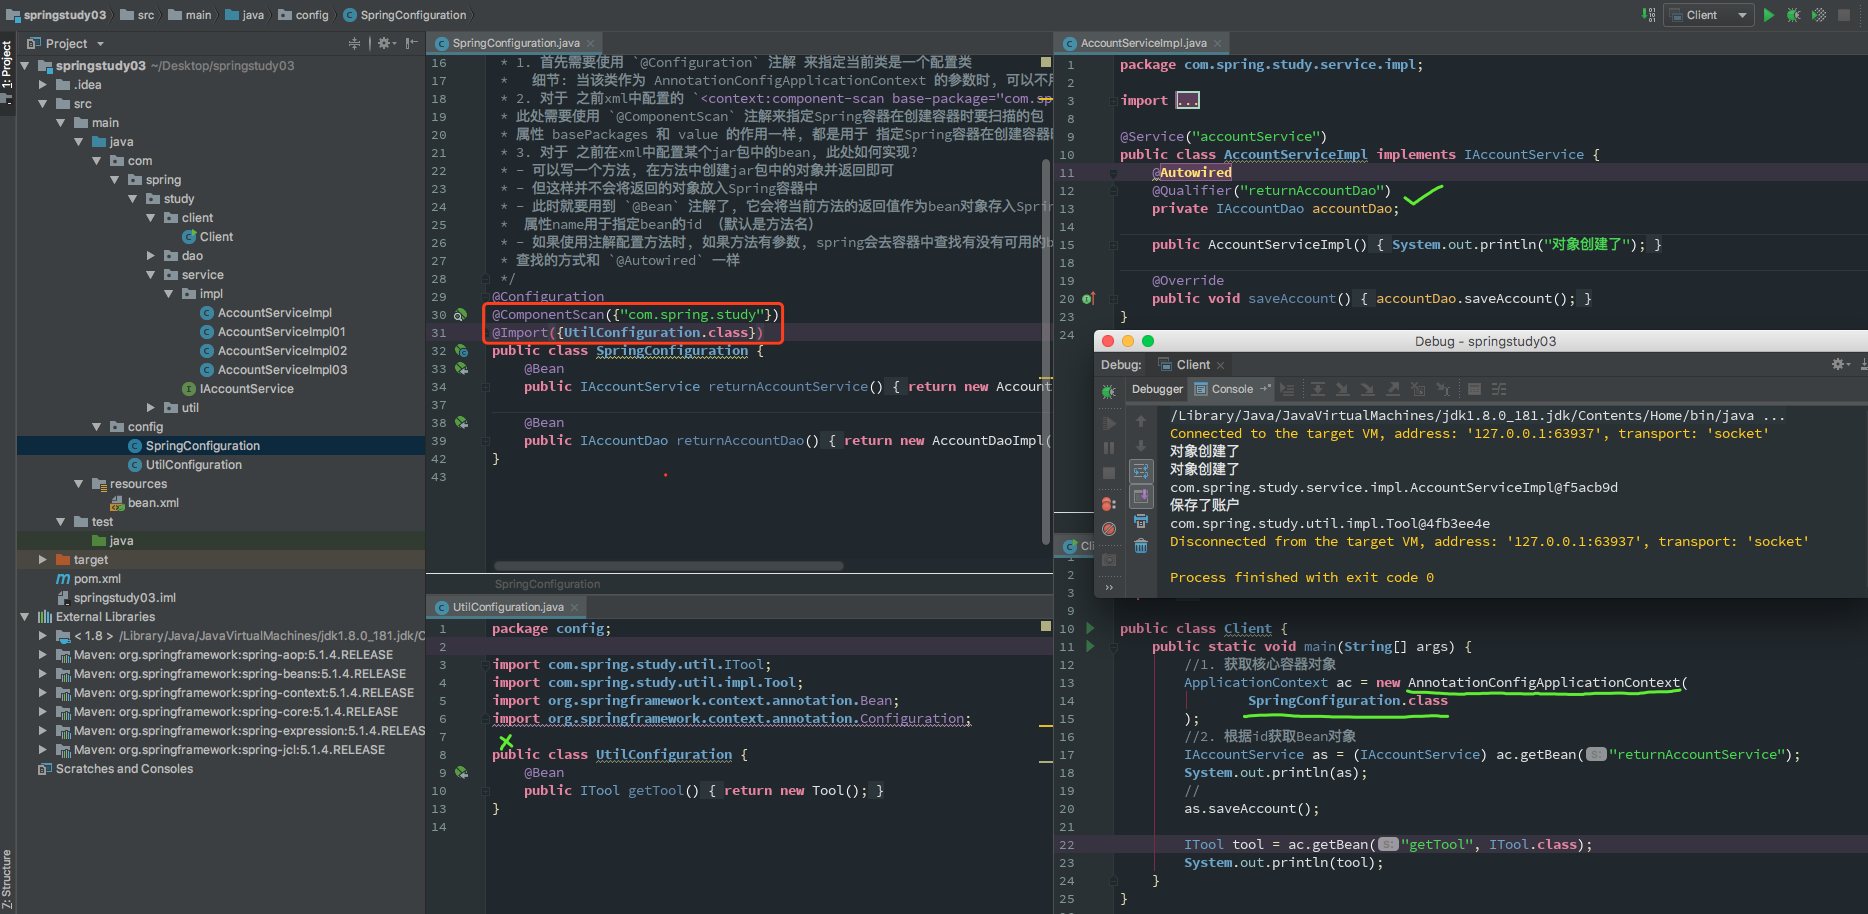 springstudy03 src main java config SpringConfiguration
Client
1: Project
Z: Structure
Project
springstudy03 ~/Desktop/springstudy03
.idea
src
main
java
com
spring
study
client
Client
dao
service
impl
AccountServiceImpl
AccountServiceImpl01
AccountServiceImpl02
AccountServiceImpl03
IAccountService
util
config
SpringConfiguration
UtilConfiguration
resources
bean.xml
test
java
target
pom.xml
springstudy03.iml
External Libraries
< 1.8 > /Library/Java/JavaVirtualMachines/jdk1.8.0_181.jdk/C
Maven: org.springframework:spring-aop:5.1.4.RELEASE
Maven: org.springframework:spring-beans:5.1.4.RELEASE
Maven: org.springframework:spring-context:5.1.4.RELEASE
Maven: org.springframework:spring-core:5.1.4.RELEASE
Maven: org.springframework:spring-expression:5.1.4.RELEAS
Maven: org.springframework:spring-jcl:5.1.4.RELEASE
Scratches and Consoles
SpringConfiguration.java
16 * 1. 首先需要使用 `@Configuration` 注解 来指定当前类是一个配置类
17 * 细节: 当该类作为 AnnotationConfigApplicationContext 的参数时, 可以不用
18 * 2. 对于 之前xml中配置的 `<context:component-scan base-package="com.sp
19 * 此处需要使用 `@ComponentScan` 注解来指定Spring容器在创建容器时要扫描的包
20 * 属性 basePackages 和 value 的作用一样, 都是用于 指定Spring容器在创建容器时
21 * 3. 对于 之前在xml中配置某个jar包中的bean, 此处如何实现?
22 * - 可以写一个方法, 在方法中创建jar包中的对象并返回即可
23 * - 但这样并不会将返回的对象放入Spring容器中
24 * - 此时就要用到 `@Bean` 注解了, 它会将当前方法的返回值作为bean对象存入Spr
25 * 属性name用于指定bean的id (默认是方法名)
26 * - 如果使用注解配置方法时, 如果方法有参数, spring会去容器中查找有没有可用的b
27 * 查找的方式和 `@Autowired` 一样
28 */
29 @Configuration
30 @ComponentScan({"com.spring.study"})
31 @Import({UtilConfiguration.class})
32 public class SpringConfiguration {
33 @Bean
34 public IAccountService returnAccountService() { return new Account
37
38 @Bean
39 public IAccountDao returnAccountDao() { return new AccountDaoImpl(
42 }
43
SpringConfiguration
UtilConfiguration.java
1 package config;
2
3 import com.spring.study.util.ITool;
4 import com.spring.study.util.impl.Tool;
5 import org.springframework.context.annotation.Bean;
6 import org.springframework.context.annotation.Configuration;
7
8 public class UtilConfiguration {
9 @Bean
10 public ITool getTool() { return new Tool(); }
13 }
14
AccountServiceImpl.java
1 package com.spring.study.service.impl;
2
3 import ...
8
9 @Service("accountService")
10 public class AccountServiceImpl implements IAccountService {
11 @Autowired
12 @Qualifier("returnAccountDao")
13 private IAccountDao accountDao;
14
15 public AccountServiceImpl() { System.out.println("对象创建了"); }
18
19 @Override
20 public void saveAccount() { accountDao.saveAccount(); }
23 }
24
Debug - springstudy03
Debug: Client
Debugger Console
/Library/Java/JavaVirtualMachines/jdk1.8.0_181.jdk/Contents/Home/bin/java ...
Connected to the target VM, address: '127.0.0.1:63937', transport: 'socket'
对象创建了
对象创建了
com.spring.study.service.impl.AccountServiceImpl@f5acb9d
保存了账户
com.spring.study.util.impl.Tool@4fb3ee4e
Disconnected from the target VM, address: '127.0.0.1:63937', transport: 'socket'
Process finished with exit code 0
Cli
1
2
3
9
10 public class Client {
11 public static void main(String[] args) {
12 //1. 获取核心容器对象
13 ApplicationContext ac = new AnnotationConfigApplicationContext(
14 SpringConfiguration.class
15 );
16 //2. 根据id获取Bean对象
17 IAccountService as = (IAccountService) ac.getBean( s: "returnAccountService");
18 System.out.println(as);
19 //
20 as.saveAccount();
21
22 ITool tool = ac.getBean( s: "getTool", ITool.class);
23 System.out.println(tool);
24 }
25 }